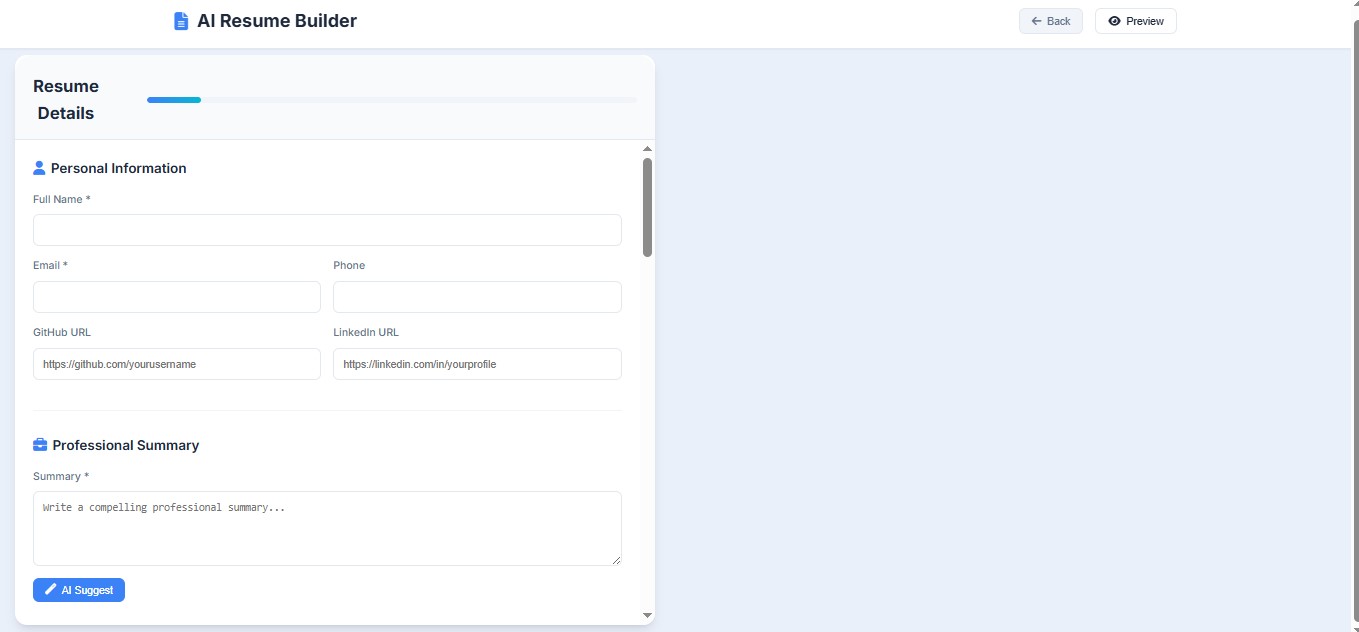 AI Resume Builder
Back
Preview
Resume
Details
Personal Information
Full Name *
Email *
Phone
GitHub URL
LinkedIn URL
https://github.com/yourusername
https://linkedin.com/in/yourprofile
Professional Summary
Summary *
Write a compelling professional summary...
AI Suggest